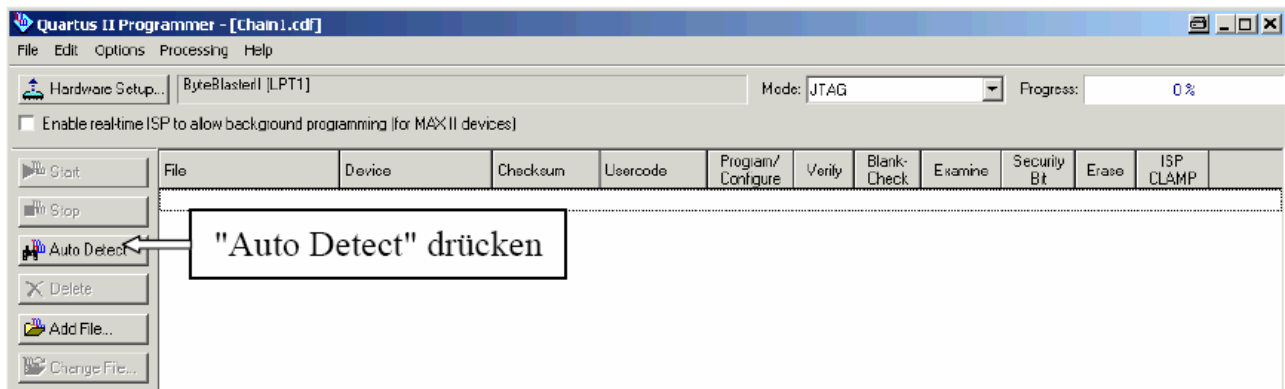 Quartus II Programmer - [Chain1.cdf]
File Edit Options Processing Help
Hardware Setup... ByteBlasterII [LPT1] Mode: JTAG Progress: 0 %
Enable real-time ISP to allow background programming (for MAX II devices)
File Device Checksum Usercode Program/ Configure Verify Blank- Check Examine Security Bit Erase ISP CLAMP
Start
Stop
Auto Detect
"Auto Detect" drücken
Delete
Add File...
Change File...